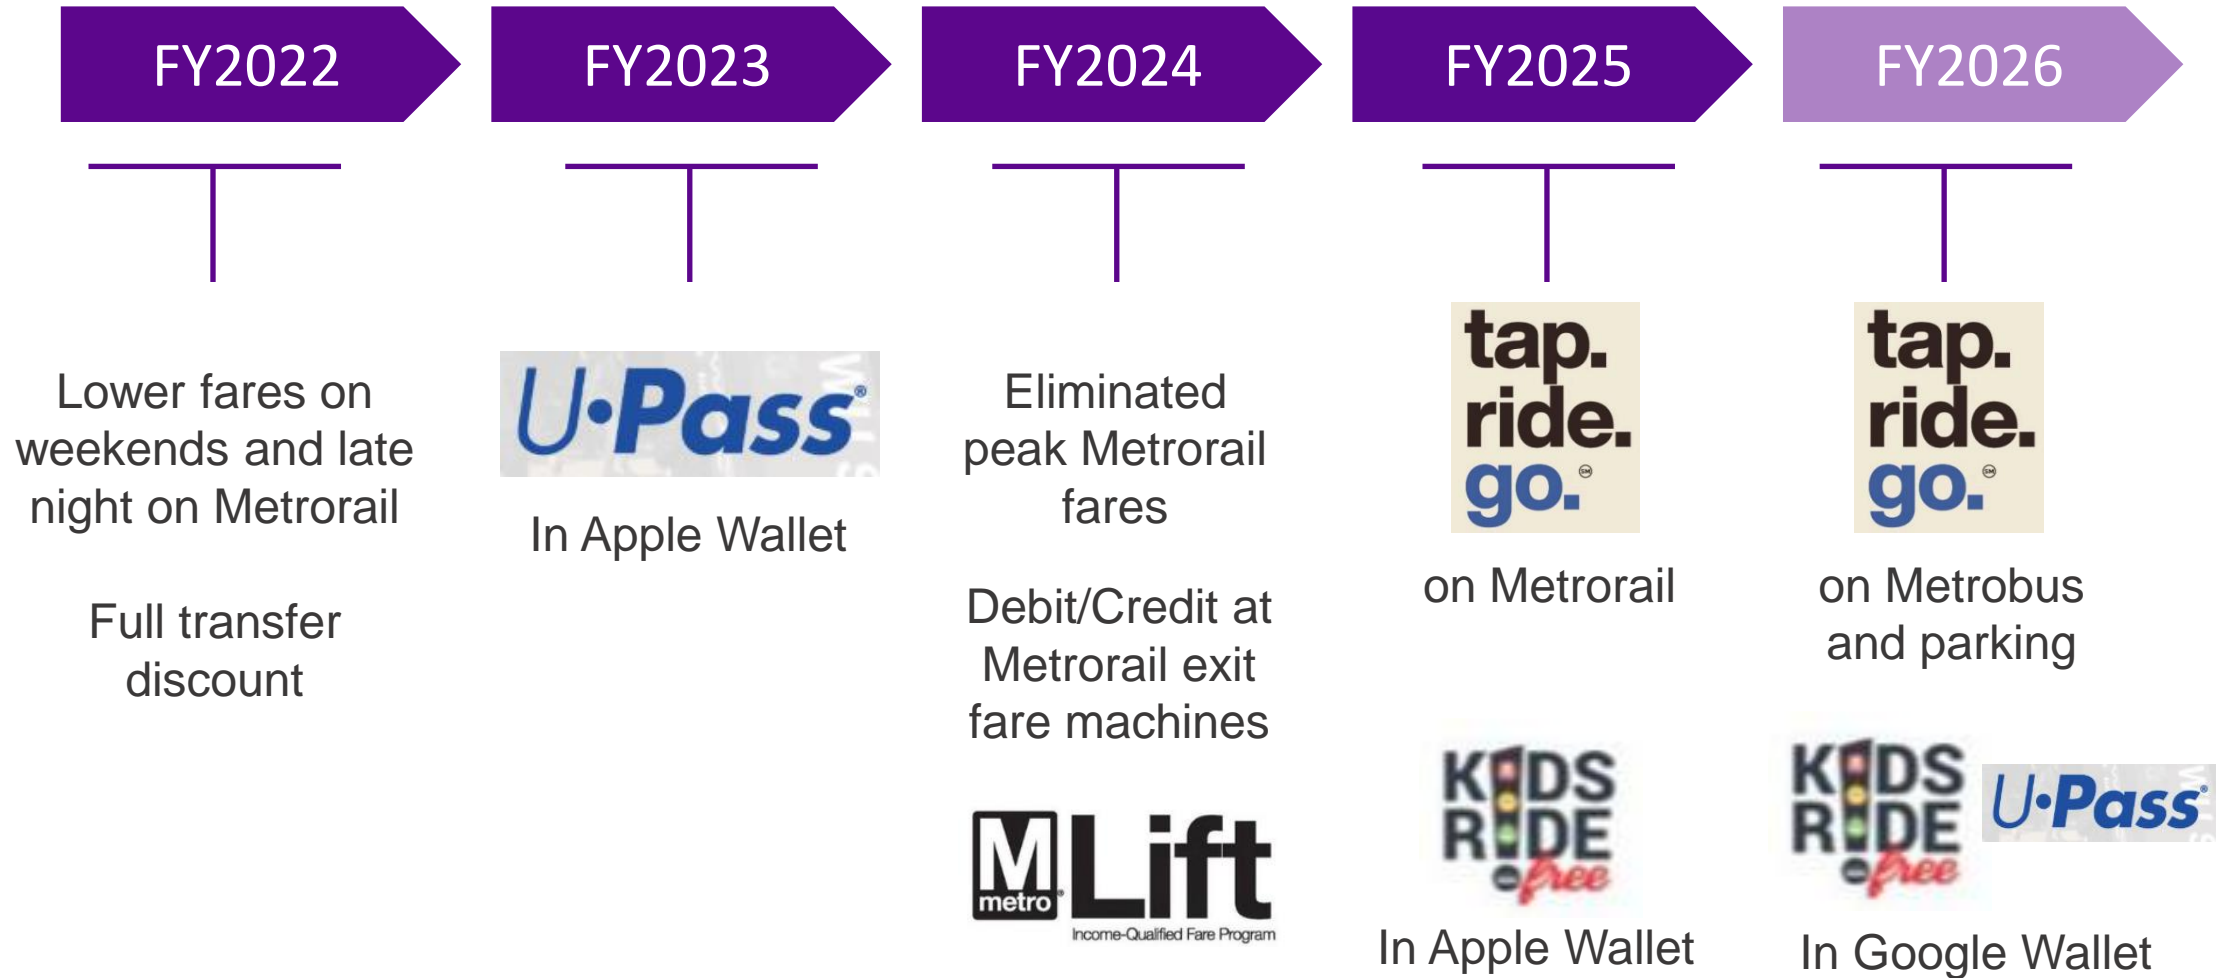 FY2022
FY2023
FY2024
FY2025
FY2026
Lower fares on
weekends and late
night on Metrorail
Full transfer
discount
U•Pass®
In Apple Wallet
Eliminated
peak Metrorail
fares
Debit/Credit at
Metrorail exit
fare machines
M
metro®
Lift
Income-Qualified Fare Program
tap.
ride.
go.℠
on Metrorail
KIDS
RIDE
free
In Apple Wallet
tap.
ride.
go.℠
on Metrobus
and parking
KIDS
RIDE
free
U•Pass®
In Google Wallet